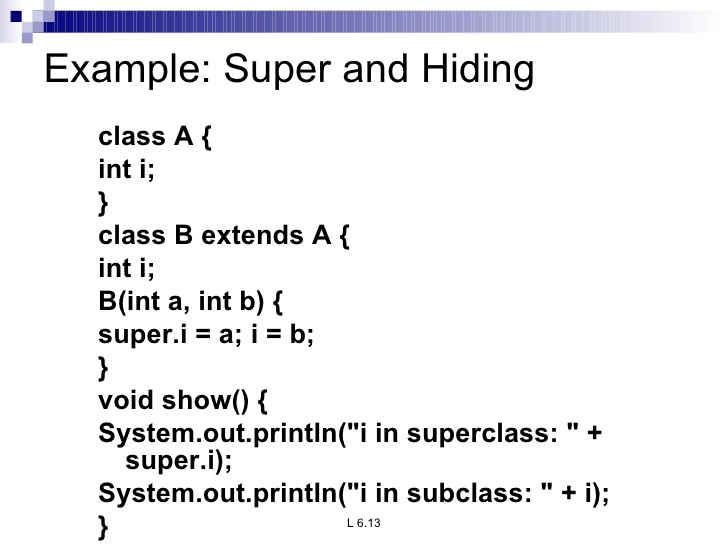 Example: Super and Hiding
class A {
int i;
}
class B extends A {
int i;
B(int a, int b) {
super.i = a; i = b;
}
void show() {
System.out.println("i in superclass: " +
super.i);
System.out.println("i in subclass: " + i);
}
L 6.13